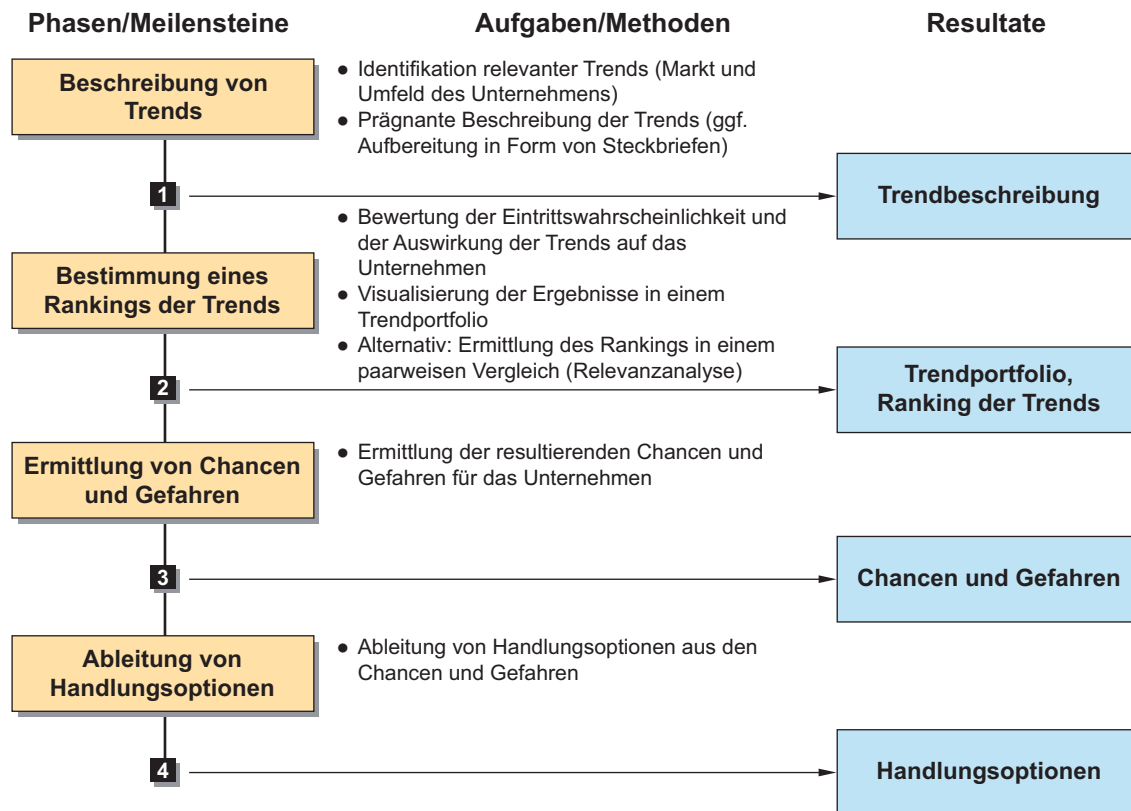 Phasen/Meilensteine
Aufgaben/Methoden
Resultate
Beschreibung von
Trends
● Identifikation relevanter Trends (Markt und
Umfeld des Unternehmens)
● Prägnante Beschreibung der Trends (ggf.
Aufbereitung in Form von Steckbriefen)
1
Trendbeschreibung
Bestimmung eines
Rankings der Trends
● Bewertung der Eintrittswahrscheinlichkeit und
der Auswirkung der Trends auf das
Unternehmen
● Visualisierung der Ergebnisse in einem
Trendportfolio
● Alternativ: Ermittlung des Rankings in einem
paarweisen Vergleich (Relevanzanalyse)
2
Trendportfolio,
Ranking der Trends
Ermittlung von Chancen
und Gefahren
● Ermittlung der resultierenden Chancen und
Gefahren für das Unternehmen
3
Chancen und Gefahren
Ableitung von
Handlungsoptionen
● Ableitung von Handlungsoptionen aus den
Chancen und Gefahren
4
Handlungsoptionen